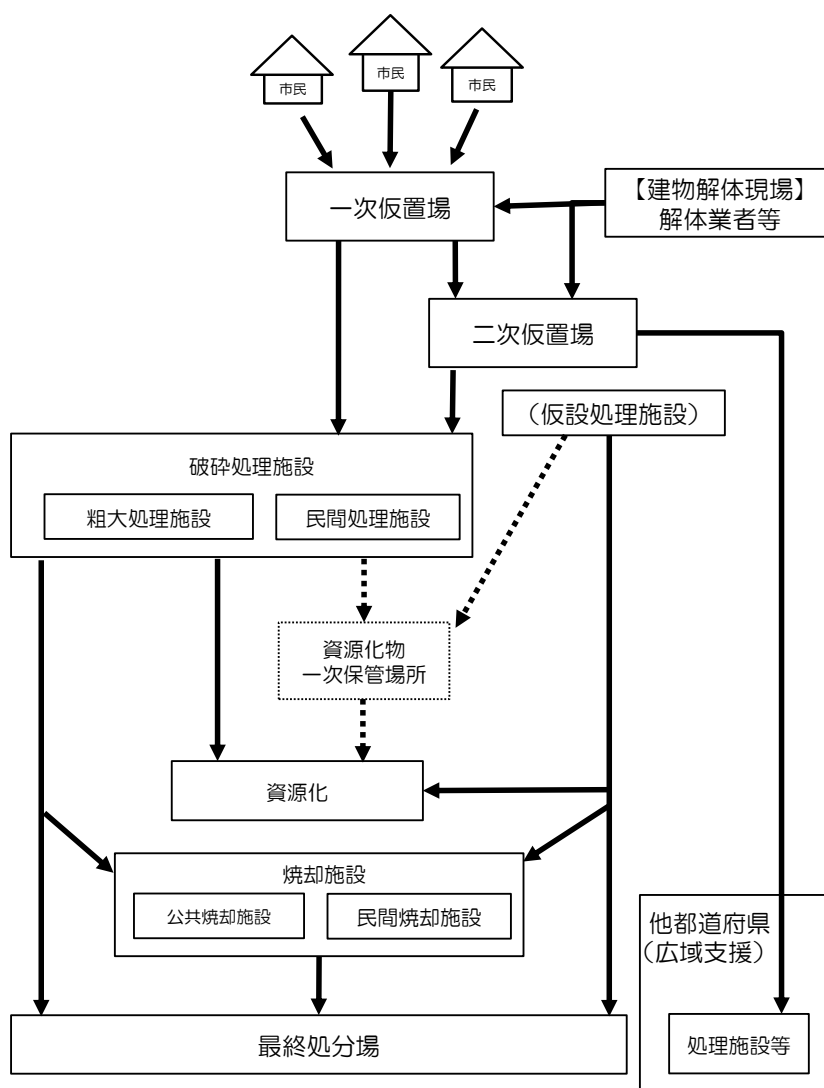 市民
市民
市民
一次仮置場
【建物解体現場】
解体業者等
二次仮置場
（仮設処理施設）
破砕処理施設
粗大処理施設
民間処理施設
資源化物
一次保管場所
資源化
焼却施設
公共焼却施設
民間焼却施設
他都道府県
（広域支援）
最終処分場
処理施設等